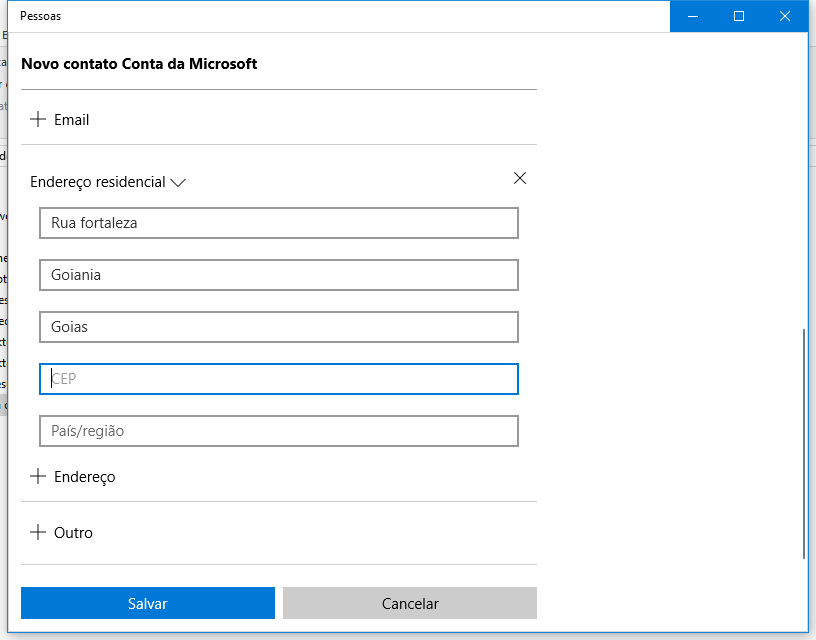 Pessoas
Novo contato Conta da Microsoft
Email
Endereço residencial
Rua fortaleza
Goiania
Goias
CEP
País/região
Endereço
Outro
Salvar
Cancelar